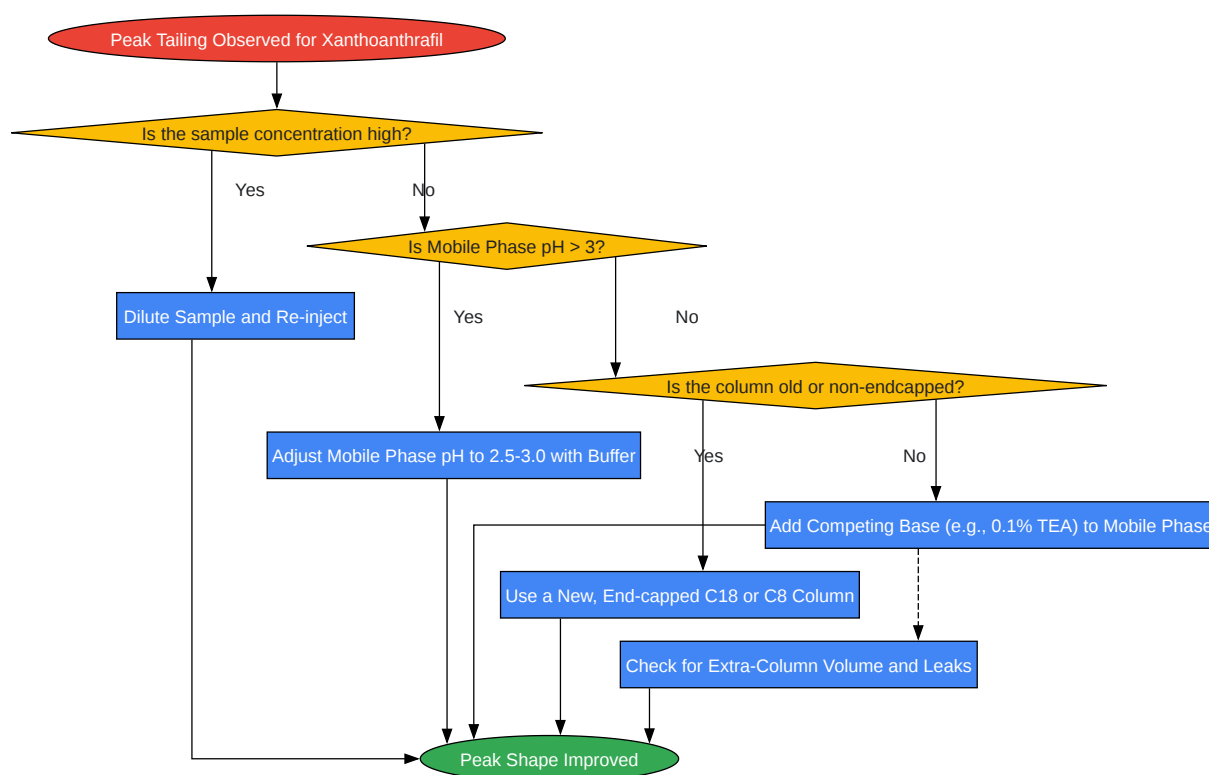 Peak Tailing Observed for Xanthoanthrafil
Is the sample concentration high?
Yes
No
Is Mobile Phase pH > 3?
Dilute Sample and Re-inject
Yes
No
Is the column old or non-endcapped?
Adjust Mobile Phase pH to 2.5-3.0 with Buffer
Yes
No
Add Competing Base (e.g., 0.1% TEA) to Mobile Phase
Use a New, End-capped C18 or C8 Column
Check for Extra-Column Volume and Leaks
Peak Shape Improved